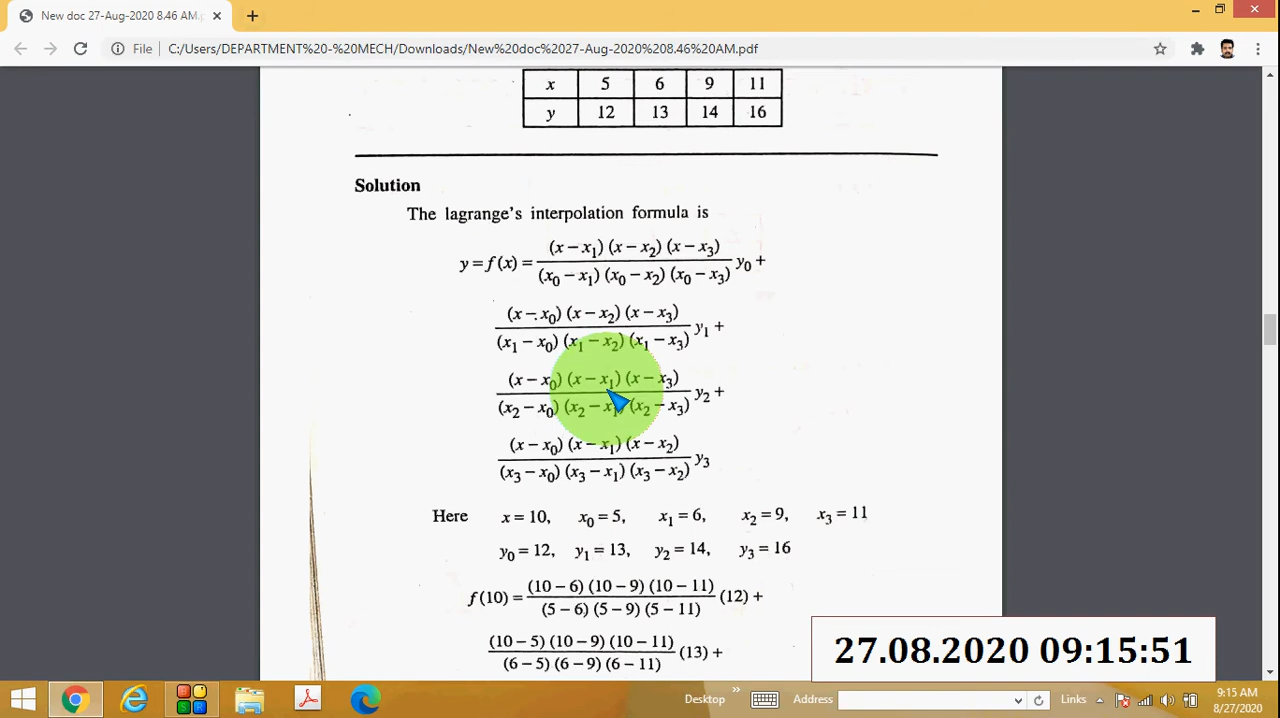 New doc 27-Aug-2020 8.46 AM.p
File C:/Users/DEPARTMENT%20-%20MECH/Downloads/New%20doc%2027-Aug-2020%208.46%20AM.pdf
x 5 6 9 11
y 12 13 14 16
Solution
The lagrange's interpolation formula is
y = f(x) = (x − x₁) (x − x₂) (x − x₃) / (x₀ − x₁) (x₀ − x₂) (x₀ − x₃) y₀ +
(x − x₀) (x − x₂) (x − x₃) / (x₁ − x₀) (x₁ − x₂) (x₁ − x₃) y₁ +
(x − x₀) (x − x₁) (x − x₃) / (x₂ − x₀) (x₂ − x₁) (x₂ − x₃) y₂ +
(x − x₀) (x − x₁) (x − x₂) / (x₃ − x₀) (x₃ − x₁) (x₃ − x₂) y₃
Here x = 10, x₀ = 5, x₁ = 6, x₂ = 9, x₃ = 11
y₀ = 12, y₁ = 13, y₂ = 14, y₃ = 16
f(10) = (10 − 6) (10 − 9) (10 − 11) / (5 − 6) (5 − 9) (5 − 11) (12) +
(10 − 5) (10 − 9) (10 − 11) / (6 − 5) (6 − 9) (6 − 11) (13) +
27.08.2020 09:15:51
Desktop » Address Links 9:15 AM
8/27/2020